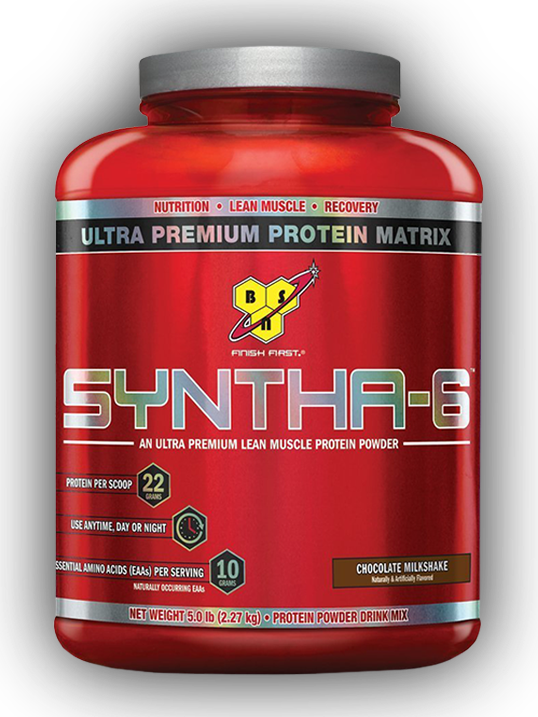 NUTRITION • LEAN MUSCLE • RECOVERY
ULTRA PREMIUM PROTEIN MATRIX
BSN
FINISH FIRST.®
SYNTHA-6™
AN ULTRA PREMIUM LEAN MUSCLE PROTEIN POWDER
PROTEIN PER SCOOP 22 GRAMS
USE ANYTIME, DAY OR NIGHT
SSENTIAL AMINO ACIDS (EAAs) PER SERVING 10 GRAMS
NATURALLY OCCURRING EAAs
CHOCOLATE MILKSHAKE
Naturally & Artificially Flavored
NET WEIGHT 5.0 lb (2.27 kg) • PROTEIN POWDER DRINK MIX